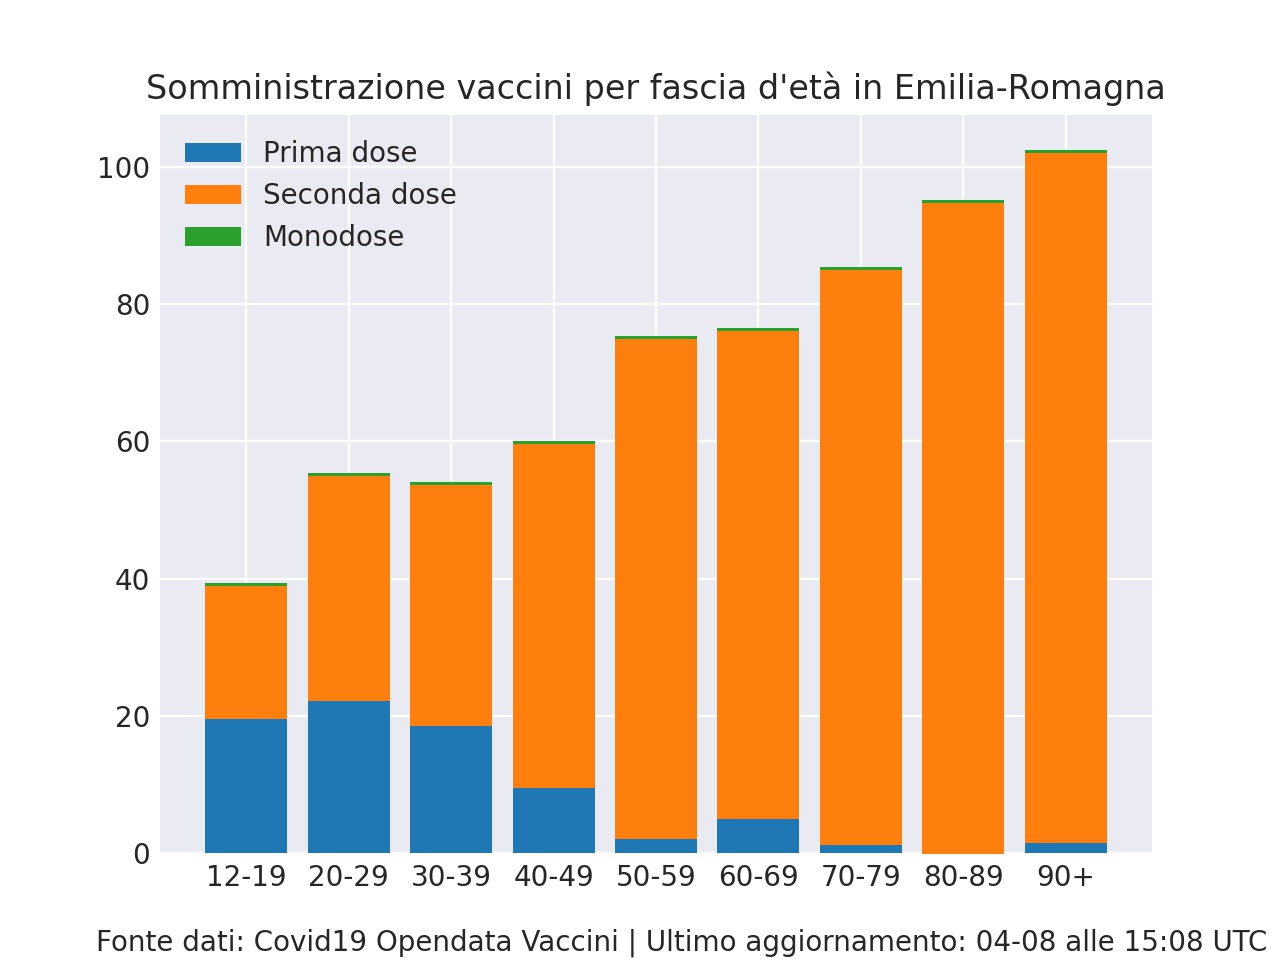 Somministrazione vaccini per fascia d'età in Emilia-Romagna
Prima dose
Seconda dose
Monodose
100
80
60
40
20
0
12-19 20-29 30-39 40-49 50-59 60-69 70-79 80-89 90+
Fonte dati: Covid19 Opendata Vaccini | Ultimo aggiornamento: 04-08 alle 15:08 UTC